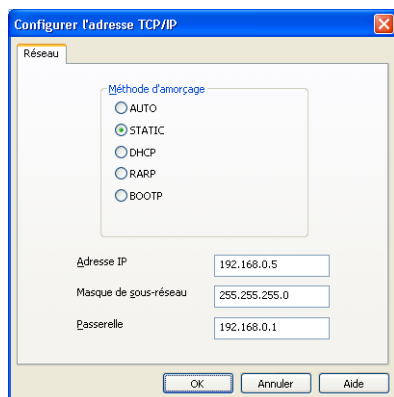 Configurer l'adresse TCP/IP
Réseau
Méthode d'amorçage
AUTO
STATIC
DHCP
RARP
BOOTP
Adresse IP 192.168.0.5
Masque de sous-réseau 255.255.255.0
Passerelle 192.168.0.1
OK Annuler Aide